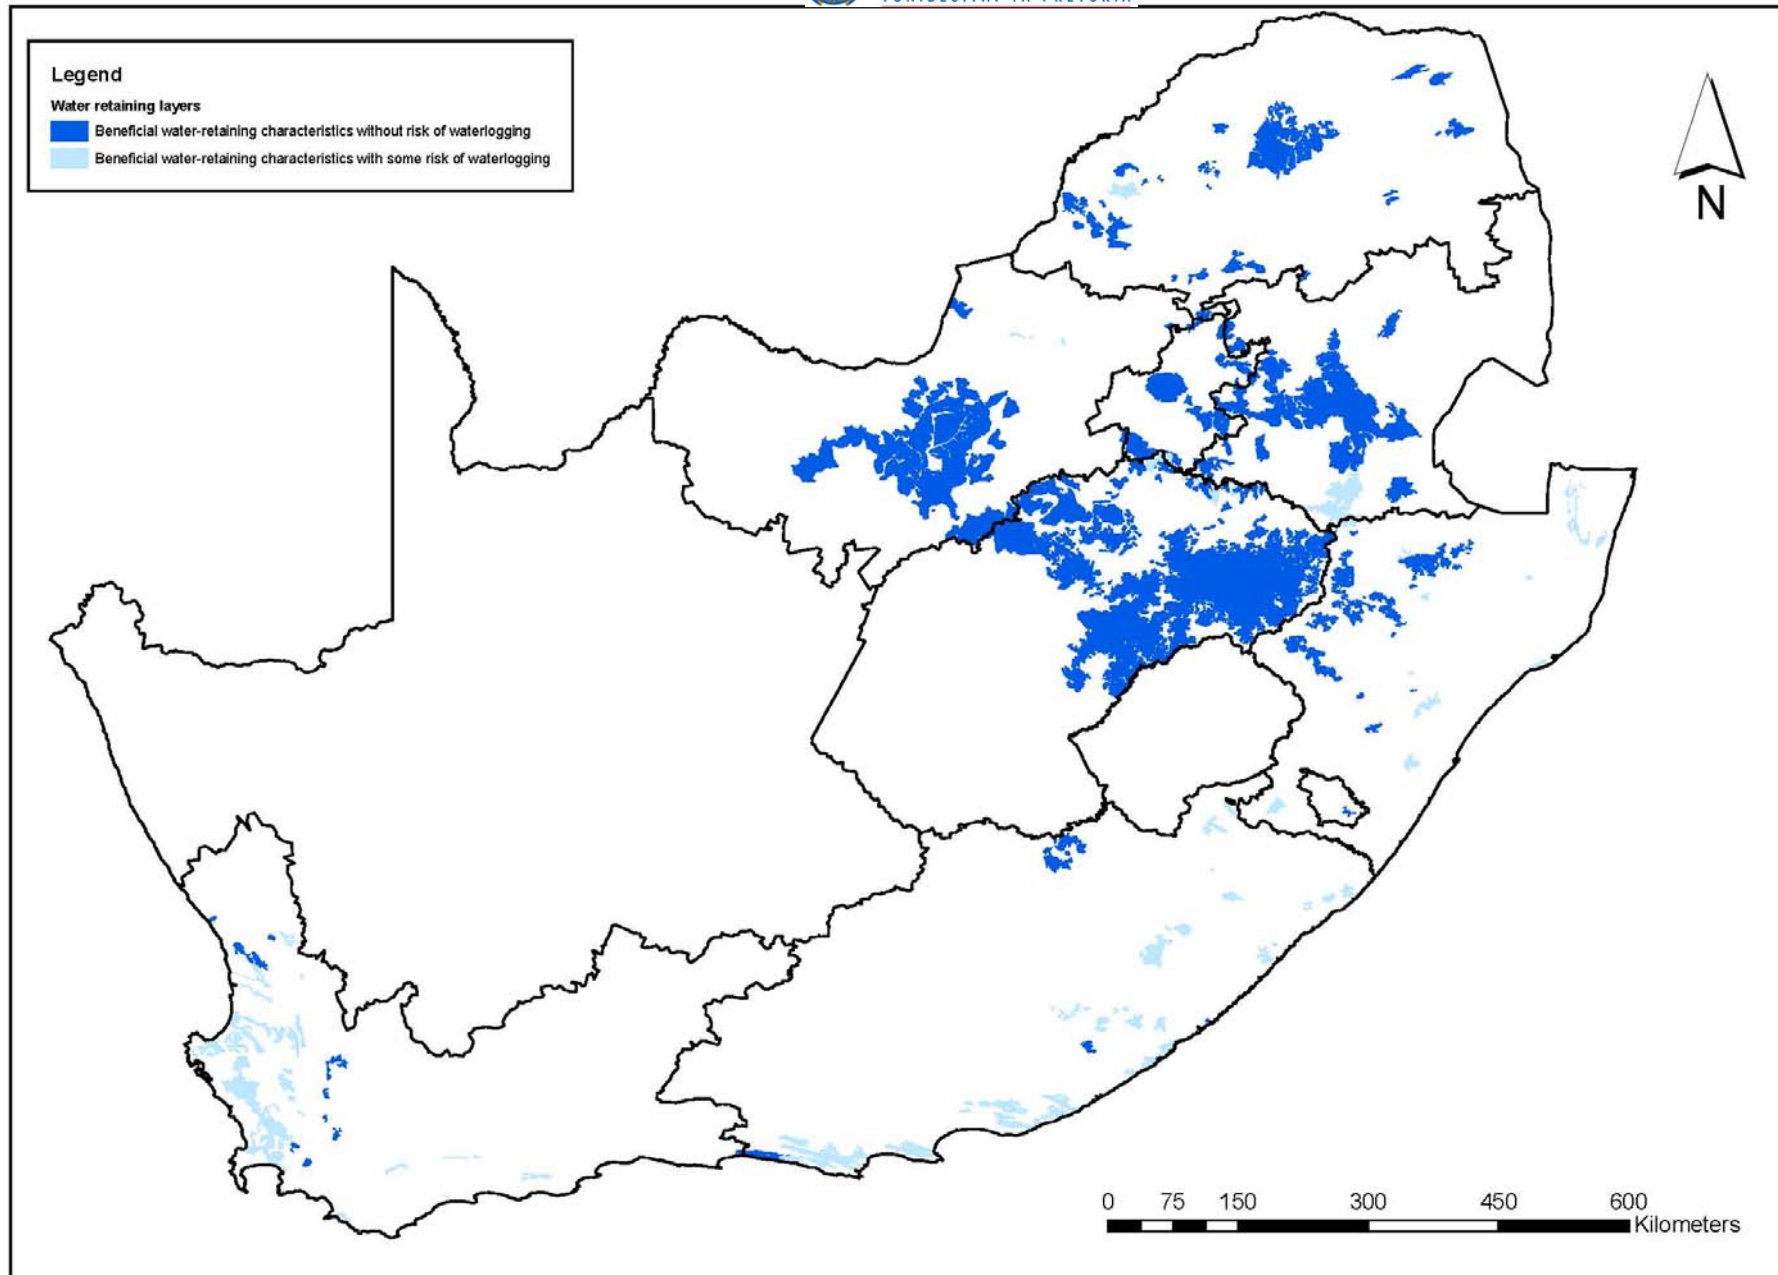 Legend
Water retaining layers
Beneficial water-retaining characteristics without risk of waterlogging
Beneficial water-retaining characteristics with some risk of waterlogging
N
0 75 150 300 450 600
Kilometers